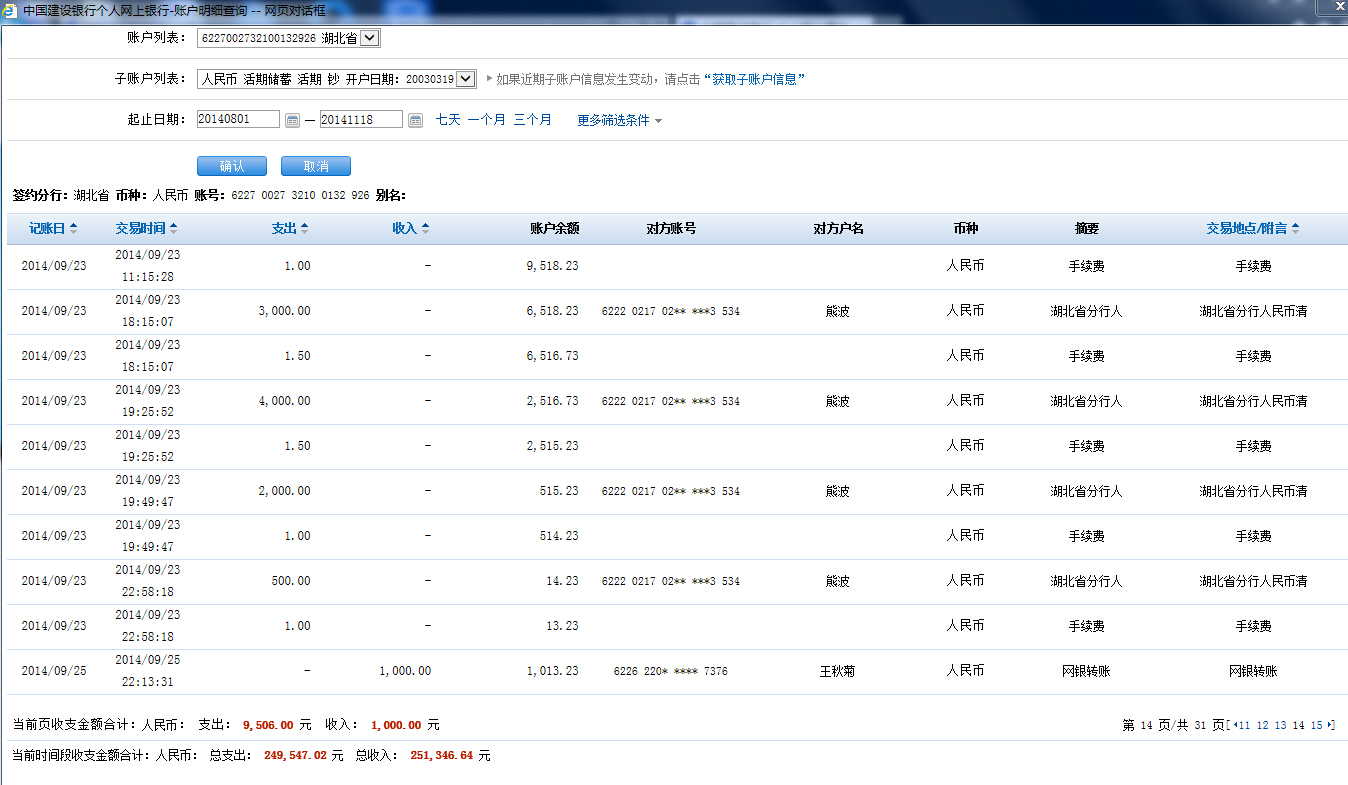 中国建设银行个人网上银行-账户明细查询 -- 网页对话框
账户列表： 6227002732100132926 湖北省
子账户列表： 人民币 活期储蓄 活期 钞 开户日期：20030319 如果近期子账户信息发生变动，请点击“获取子账户信息”
起止日期： 20140801 — 20141118 七天 一个月 三个月 更多筛选条件
确认 取消
签约分行：湖北省 币种：人民币 账号：6227 0027 3210 0132 926 别名：
记账日 交易时间 支出 收入 账户余额 对方账号 对方户名 币种 摘要 交易地点/附言
2014/09/23 2014/09/23 11:15:28 1.00 - 9,518.23 人民币 手续费 手续费
2014/09/23 2014/09/23 18:15:07 3,000.00 - 6,518.23 6222 0217 02** ***3 534 熊波 人民币 湖北省分行人 湖北省分行人民币清
2014/09/23 2014/09/23 18:15:07 1.50 - 6,516.73 人民币 手续费 手续费
2014/09/23 2014/09/23 19:25:52 4,000.00 - 2,516.73 6222 0217 02** ***3 534 熊波 人民币 湖北省分行人 湖北省分行人民币清
2014/09/23 2014/09/23 19:25:52 1.50 - 2,515.23 人民币 手续费 手续费
2014/09/23 2014/09/23 19:49:47 2,000.00 - 515.23 6222 0217 02** ***3 534 熊波 人民币 湖北省分行人 湖北省分行人民币清
2014/09/23 2014/09/23 19:49:47 1.00 - 514.23 人民币 手续费 手续费
2014/09/23 2014/09/23 22:58:18 500.00 - 14.23 6222 0217 02** ***3 534 熊波 人民币 湖北省分行人 湖北省分行人民币清
2014/09/23 2014/09/23 22:58:18 1.00 - 13.23 人民币 手续费 手续费
2014/09/25 2014/09/25 22:13:31 - 1,000.00 1,013.23 6226 220* **** 7376 王秋菊 人民币 网银转账 网银转账
当前页收支金额合计：人民币： 支出： 9,506.00 元 收入： 1,000.00 元 第 14 页/共 31 页[ 11 12 13 14 15 ]
当前时间段收支金额合计：人民币： 总支出： 249,547.02 元 总收入： 251,346.64 元